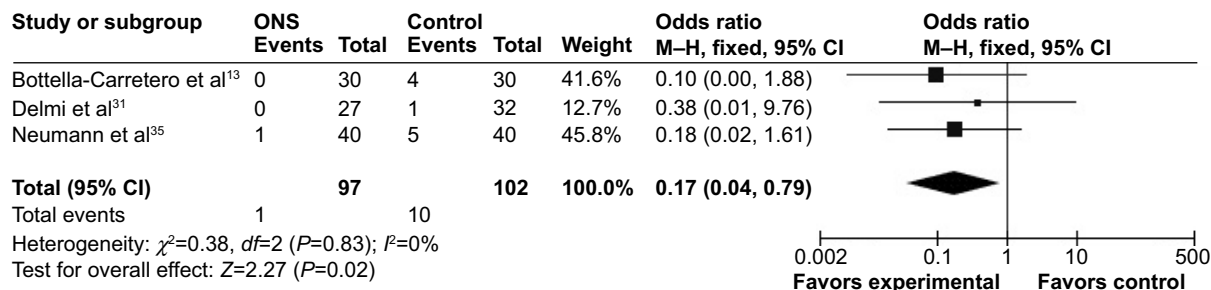 Study or subgroup ONS Control Odds ratio Odds ratio
Events Total Events Total Weight M–H, fixed, 95% CI M–H, fixed, 95% CI
Bottella-Carretero et al¹³ 0 30 4 30 41.6% 0.10 (0.00, 1.88)
Delmi et al³¹ 0 27 1 32 12.7% 0.38 (0.01, 9.76)
Neumann et al³⁵ 1 40 5 40 45.8% 0.18 (0.02, 1.61)
Total (95% CI) 97 102 100.0% 0.17 (0.04, 0.79)
Total events 1 10
Heterogeneity: χ²=0.38, df=2 (P=0.83); I²=0%
Test for overall effect: Z=2.27 (P=0.02)
0.002 0.1 1 10 500
Favors experimental Favors control